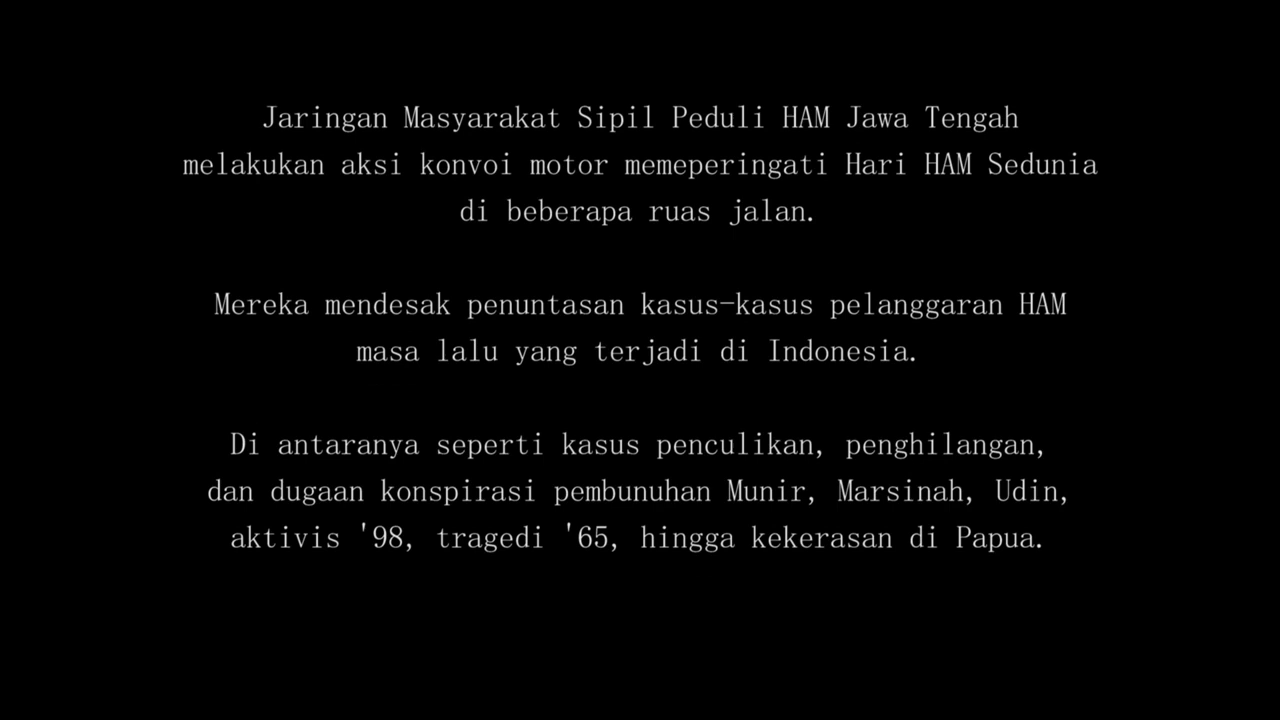 Jaringan Masyarakat Sipil Peduli HAM Jawa Tengah
melakukan aksi konvoi motor memeperingati Hari HAM Sedunia
di beberapa ruas jalan.
Mereka mendesak penuntasan kasus-kasus pelanggaran HAM
masa lalu yang terjadi di Indonesia.
Di antaranya seperti kasus penculikan, penghilangan,
dan dugaan konspirasi pembunuhan Munir, Marsinah, Udin,
aktivis '98, tragedi '65, hingga kekerasan di Papua.